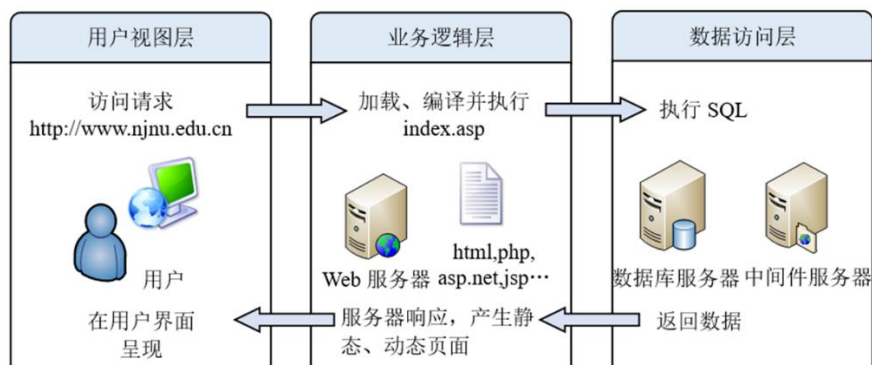 用户视图层
访问请求
http://www.njnu.edu.cn
用户
在用户界面
呈现
业务逻辑层
加载、编译并执行
index.asp
html,php,
asp.net,jsp…
Web 服务器
服务器响应，产生静
态、动态页面
数据访问层
执行 SQL
数据库服务器
中间件服务器
返回数据